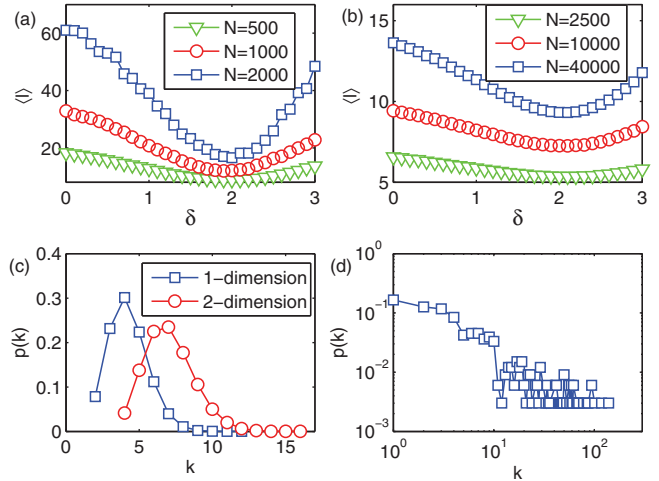 (a)
N=500
N=1000
N=2000
⟨l⟩
60
40
20
0 1 2 3
δ
(b)
N=2500
N=10000
N=40000
⟨l⟩
15
10
5
0 1 2 3
δ
(c)
1−dimension
2−dimension
p(k)
0.4
0.3
0.2
0.1
0
0 5 10 15
k
(d)
p(k)
10^0
10^−1
10^−2
10^−3
10^0 10^1 10^2
k